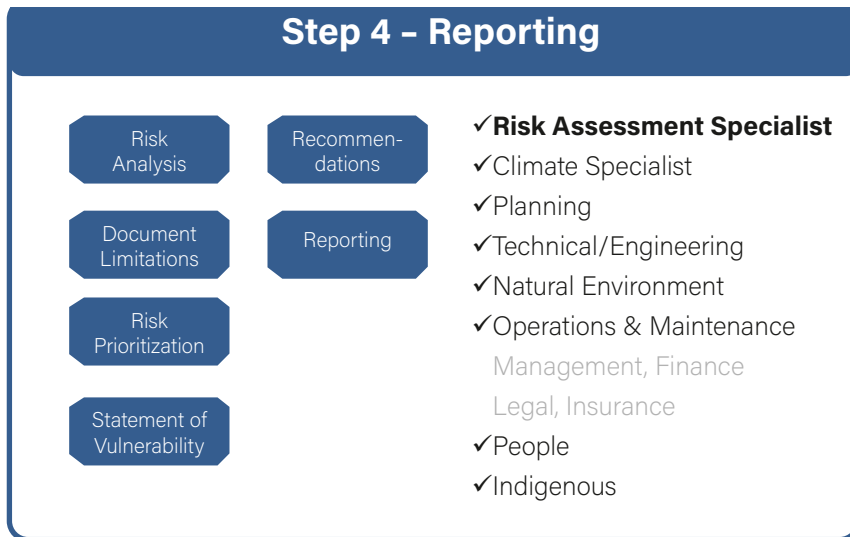 Step 4 – Reporting
Risk
Analysis
Document
Limitations
Risk
Prioritization
Statement of
Vulnerability
Recommen-
dations
Reporting
✓Risk Assessment Specialist
✓Climate Specialist
✓Planning
✓Technical/Engineering
✓Natural Environment
✓Operations & Maintenance
Management, Finance
Legal, Insurance
✓People
✓Indigenous